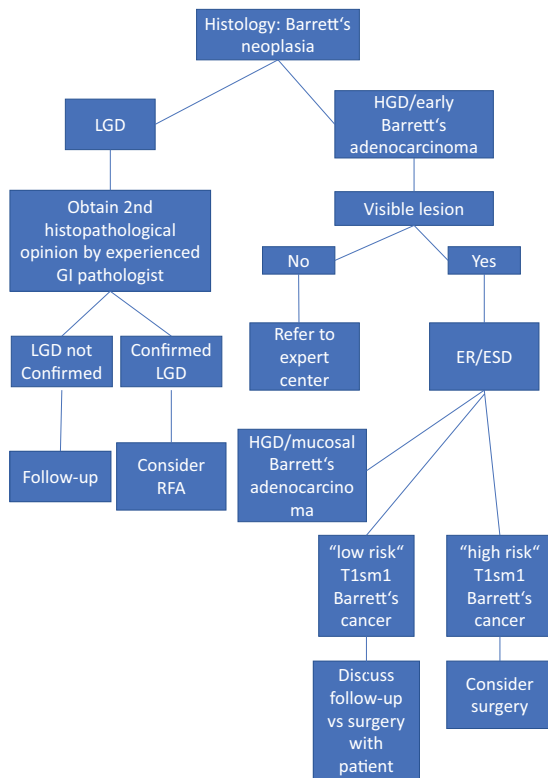 Histology: Barrett‘s
neoplasia
LGD
HGD/early
Barrett‘s
adenocarcinoma
Obtain 2nd
histopathological
opinion by experienced
GI pathologist
Visible lesion
No
Yes
LGD not
Confirmed
Confirmed
LGD
Refer to
expert
center
ER/ESD
Follow-up
Consider
RFA
HGD/mucosal
Barrett‘s
adenocarcino
ma
“low risk“
T1sm1
Barrett‘s
cancer
“high risk“
T1sm1
Barrett‘s
cancer
Discuss
follow-up
vs surgery
with
patient
Consider
surgery